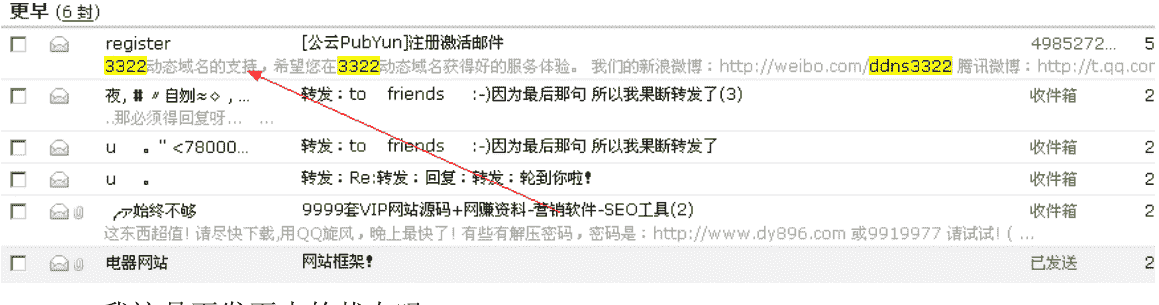 更早 (6 封)
register [公云PubYun]注册激活邮件 4985272... 5
3322动态域名的支持，希望您在3322动态域名获得好的服务体验。 我们的新浪微博：http://weibo.com/ddns3322 腾讯微博：http://t.qq.com
夜, 〃自刎≈◇ , ... 转发：to friends :-)因为最后那句 所以我果断转发了(3) 收件箱 2
..那必须得回复呀... ...
u 。" <78000... 转发：to friends :-)因为最后那句 所以我果断转发了 收件箱 2
u 。 转发：Re:转发：回复：转发：轮到你啦！ 收件箱 2
始终不够 9999套VIP网站源码+网赚资料-营销软件-SEO工具(2) 收件箱 2
这东西超值! 请尽快下载,用QQ旋风，晚上最快了! 有些有解压密码，密码是：http://www.dy896.com 或9919977 请试试! ( ...
电器网站 网站框架！ 已发送 2